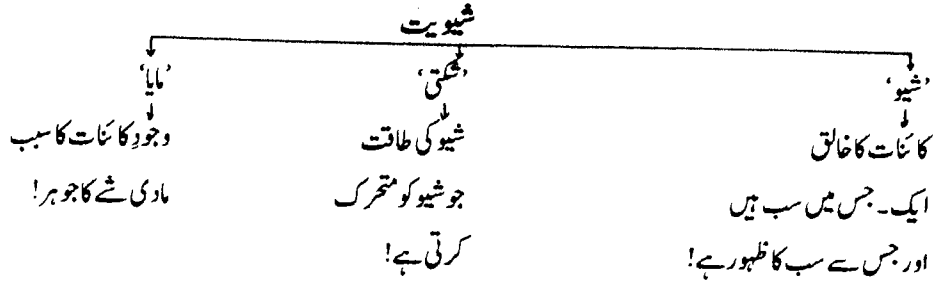 شیویت
'شیو' 'شکتی' 'مایا'
کائنات کا خالق شیو کی طاقت وجودِ کائنات کا سبب
ایک۔ جس میں سب ہیں جو شیو کو متحرک مادی شے کا جوہر!
اور جس سے سب کا ظہور ہے! کرتی ہے!